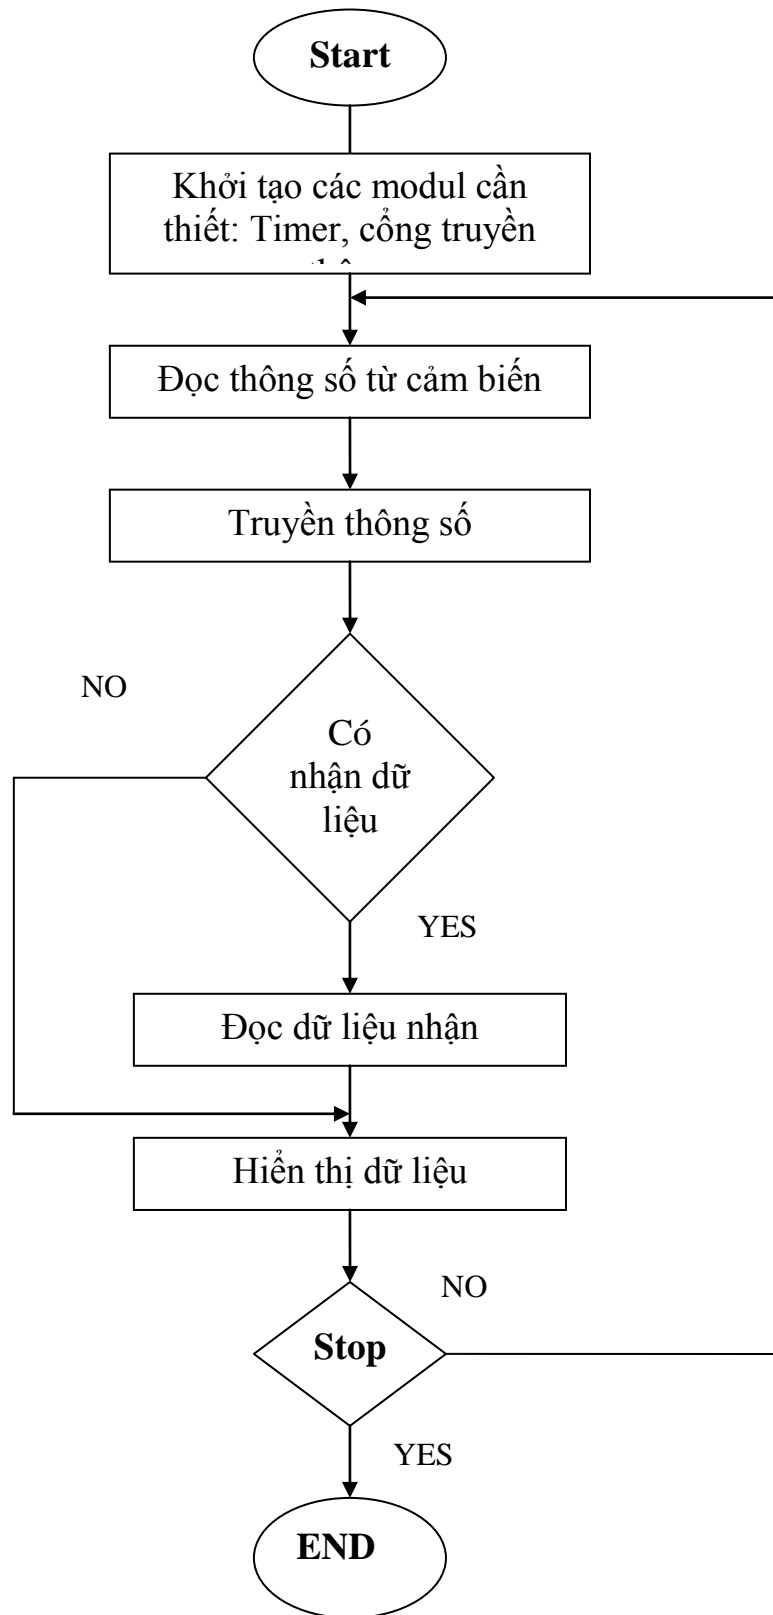 Start
Khởi tạo các modul cần
thiết: Timer, cổng truyền
Đọc thông số từ cảm biến
Truyền thông số
NO
Có
nhận dữ
liệu
YES
Đọc dữ liệu nhận
Hiển thị dữ liệu
NO
Stop
YES
END